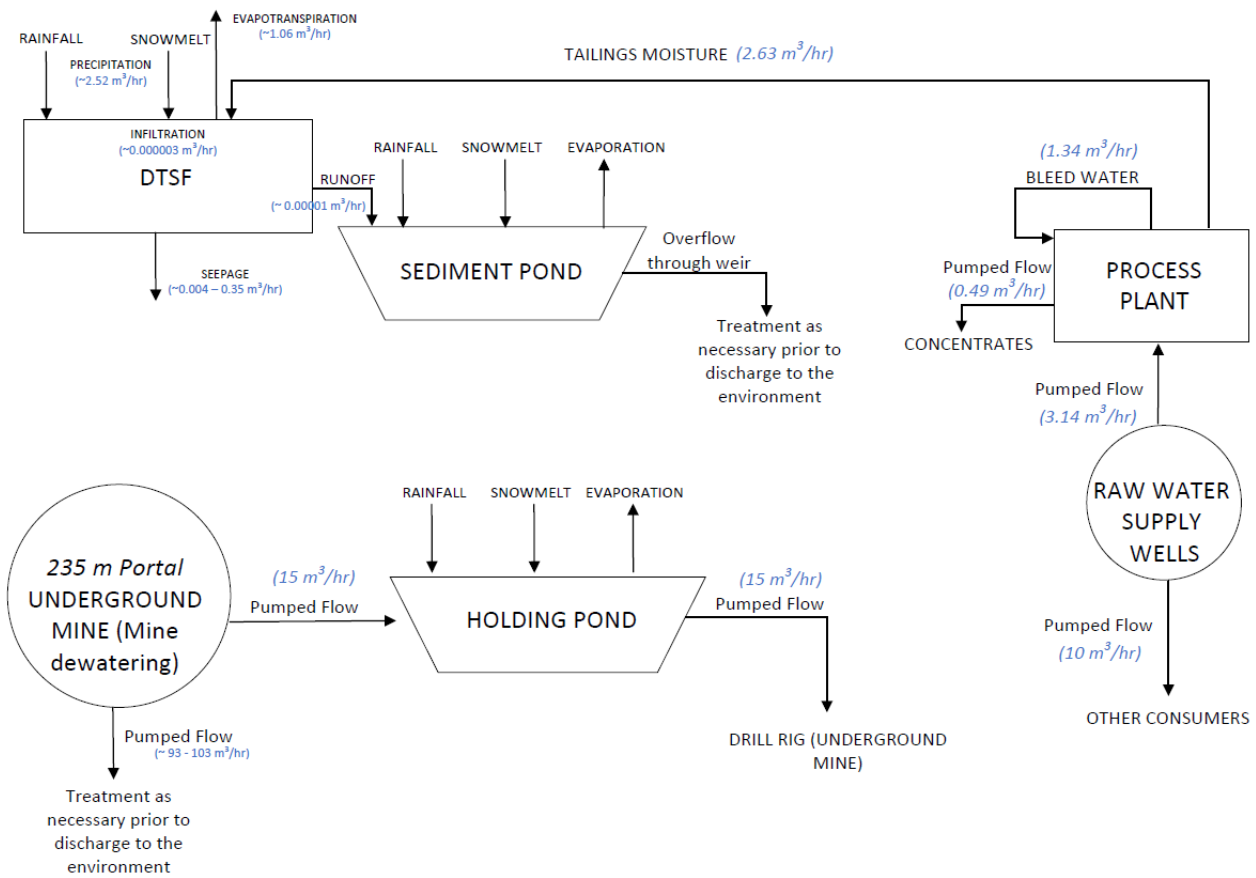 EVAPOTRANSPIRATION
(~1.06 m³/hr)
RAINFALL
SNOWMELT
PRECIPITATION
(~2.52 m³/hr)
TAILINGS MOISTURE (2.63 m³/hr)
INFILTRATION
(~0.000003 m³/hr)
DTSF
RUNOFF
(~ 0.00001 m³/hr)
SEEPAGE
(~0.004 – 0.35 m³/hr)
RAINFALL
SNOWMELT
EVAPORATION
SEDIMENT POND
Overflow
through weir
Treatment as
necessary prior to
discharge to the
environment
(1.34 m³/hr)
BLEED WATER
PROCESS
PLANT
Pumped Flow
(0.49 m³/hr)
CONCENTRATES
Pumped Flow
(3.14 m³/hr)
RAW WATER
SUPPLY
WELLS
Pumped Flow
(10 m³/hr)
OTHER CONSUMERS
235 m Portal
UNDERGROUND
MINE (Mine
dewatering)
(15 m³/hr)
Pumped Flow
RAINFALL
SNOWMELT
EVAPORATION
HOLDING POND
(15 m³/hr)
Pumped Flow
DRILL RIG (UNDERGROUND
MINE)
Pumped Flow
(~ 93 - 103 m³/hr)
Treatment as
necessary prior to
discharge to the
environment